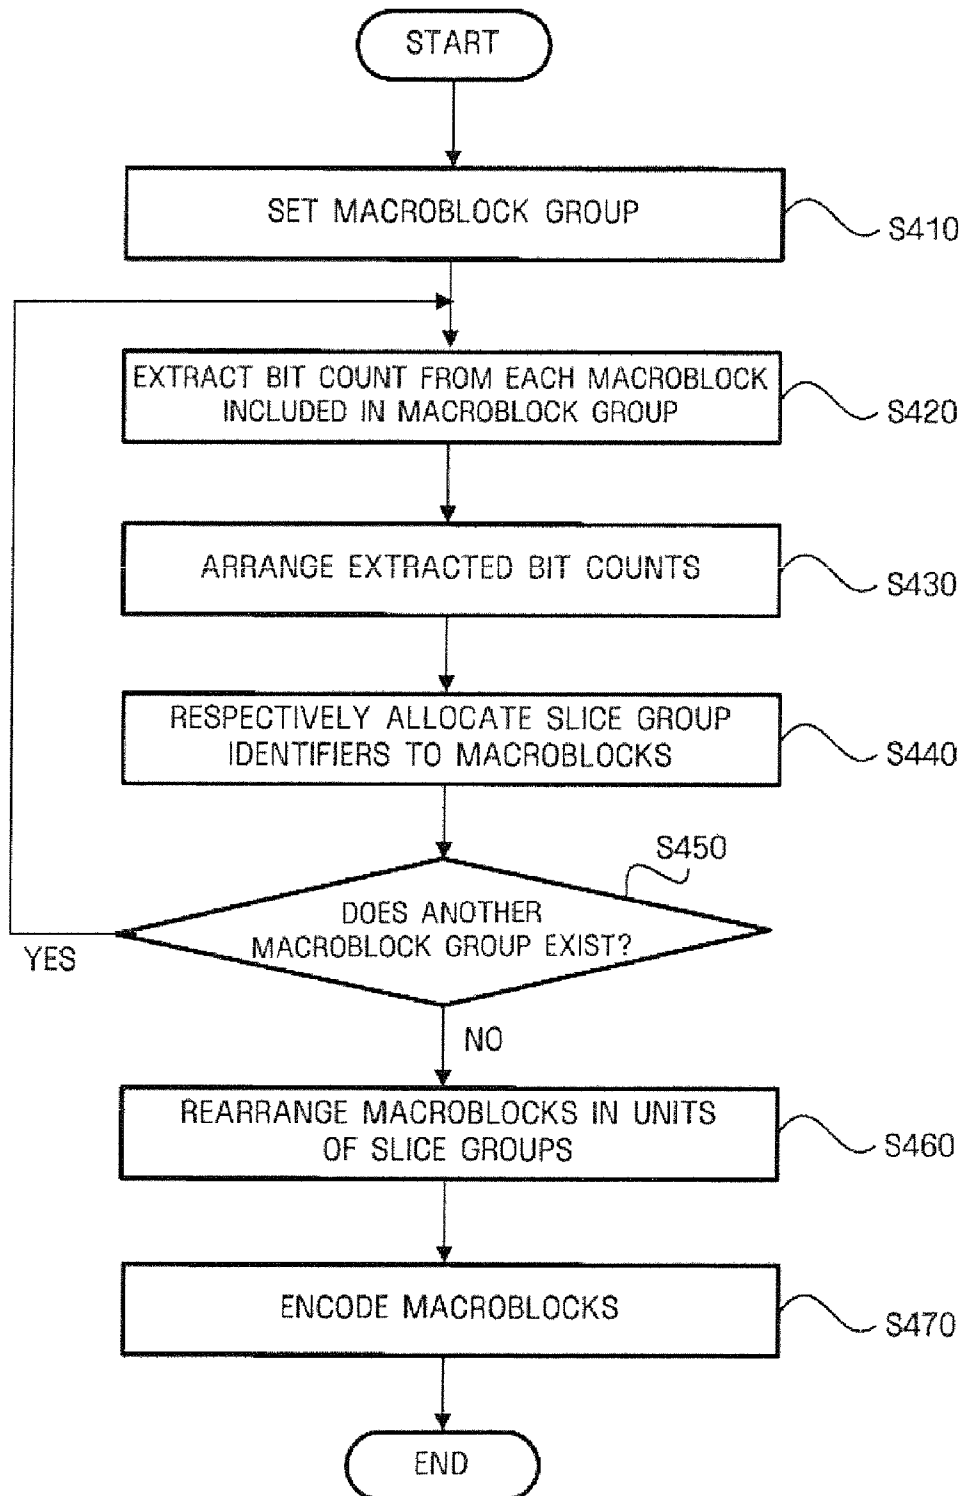 START
SET MACROBLOCK GROUP
S410
EXTRACT BIT COUNT FROM EACH MACROBLOCK
INCLUDED IN MACROBLOCK GROUP
S420
ARRANGE EXTRACTED BIT COUNTS
S430
RESPECTIVELY ALLOCATE SLICE GROUP
IDENTIFIERS TO MACROBLOCKS
S440
S450
DOES ANOTHER
MACROBLOCK GROUP EXIST?
YES
NO
REARRANGE MACROBLOCKS IN UNITS
OF SLICE GROUPS
S460
ENCODE MACROBLOCKS
S470
END